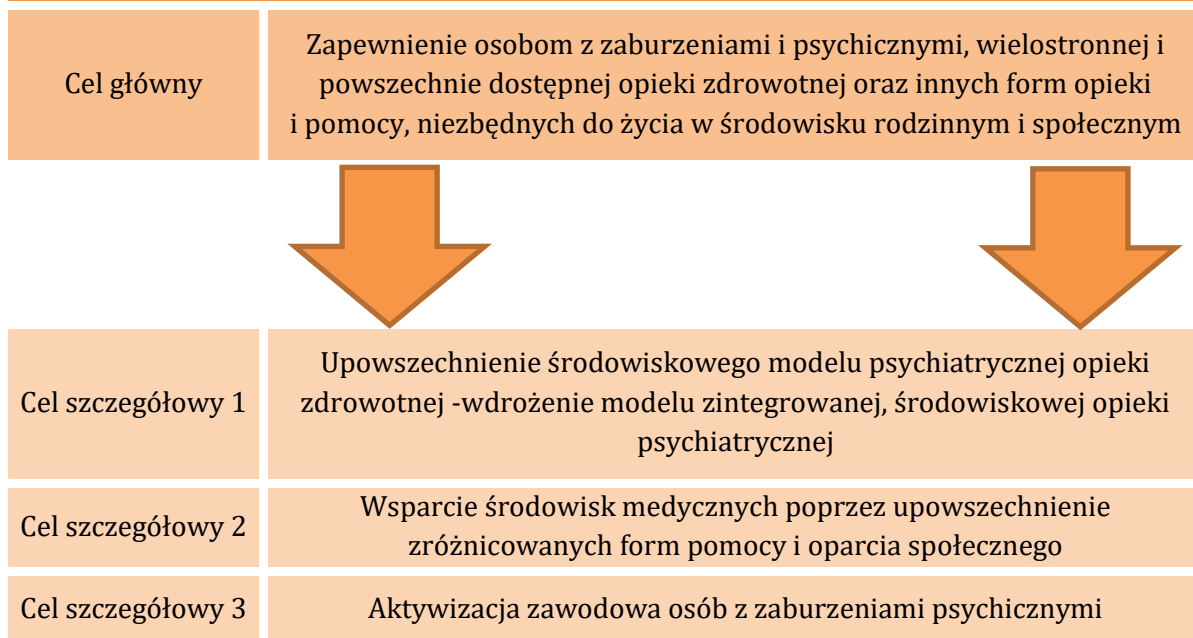 Cel główny
Zapewnienie osobom z zaburzeniami i psychicznymi, wielostronnej i
powszechnie dostępnej opieki zdrowotnej oraz innych form opieki
i pomocy, niezbędnych do życia w środowisku rodzinnym i społecznym
Cel szczegółowy 1
Upowszechnienie środowiskowego modelu psychiatrycznej opieki
zdrowotnej -wdrożenie modelu zintegrowanej, środowiskowej opieki
psychiatrycznej
Cel szczegółowy 2
Wsparcie środowisk medycznych poprzez upowszechnienie
zróżnicowanych form pomocy i oparcia społecznego
Cel szczegółowy 3
Aktywizacja zawodowa osób z zaburzeniami psychicznymi